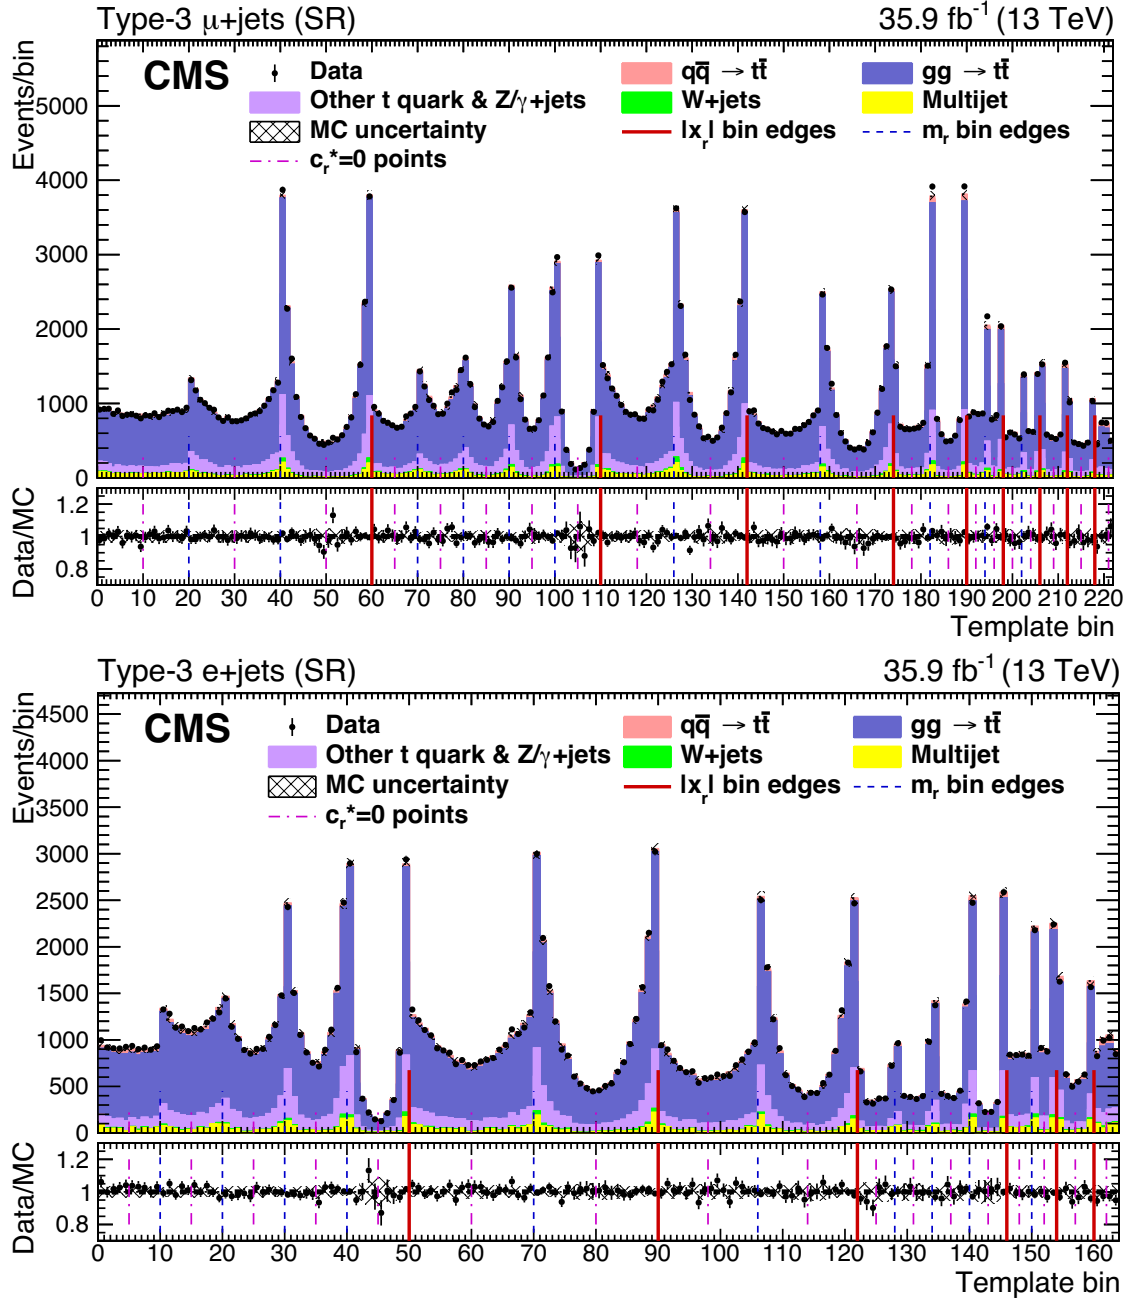 Type-3 μ+jets (SR) 35.9 fb⁻¹ (13 TeV)
Events/bin
CMS
Data
qq̄ → tt̄
gg → tt̄
Other t quark & Z/γ+jets
W+jets
Multijet
MC uncertainty
|x_r| bin edges
m_r bin edges
c_r*=0 points
5000
4000
3000
2000
1000
0
Data/MC
1.2
1
0.8
0 10 20 30 40 50 60 70 80 90 100 110 120 130 140 150 160 170 180 190 200 210 220
Template bin
Type-3 e+jets (SR) 35.9 fb⁻¹ (13 TeV)
Events/bin
CMS
Data
qq̄ → tt̄
gg → tt̄
Other t quark & Z/γ+jets
W+jets
Multijet
MC uncertainty
|x_r| bin edges
m_r bin edges
c_r*=0 points
4500
4000
3500
3000
2500
2000
1500
1000
500
0
Data/MC
1.2
1
0.8
0 10 20 30 40 50 60 70 80 90 100 110 120 130 140 150 160
Template bin